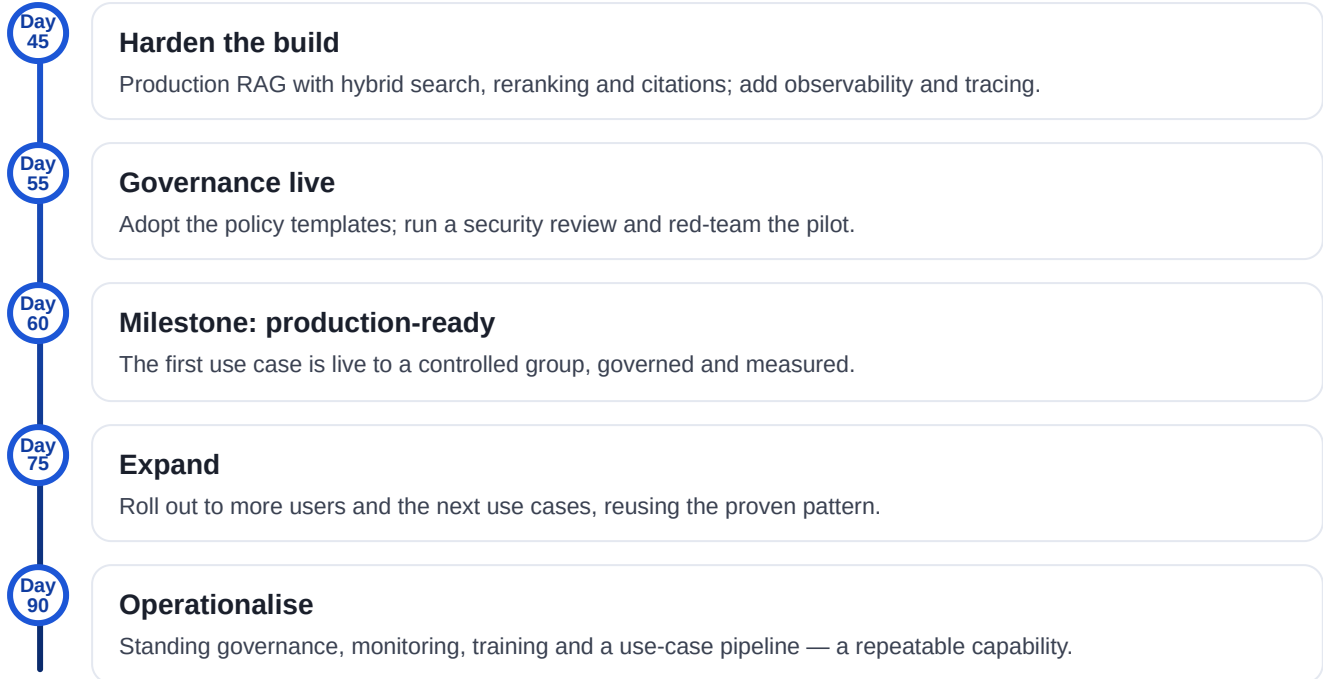 Day
45
Harden the build
Production RAG with hybrid search, reranking and citations; add observability and tracing.
Day
55
Governance live
Adopt the policy templates; run a security review and red-team the pilot.
Day
60
Milestone: production-ready
The first use case is live to a controlled group, governed and measured.
Day
75
Expand
Roll out to more users and the next use cases, reusing the proven pattern.
Day
90
Operationalise
Standing governance, monitoring, training and a use-case pipeline — a repeatable capability.